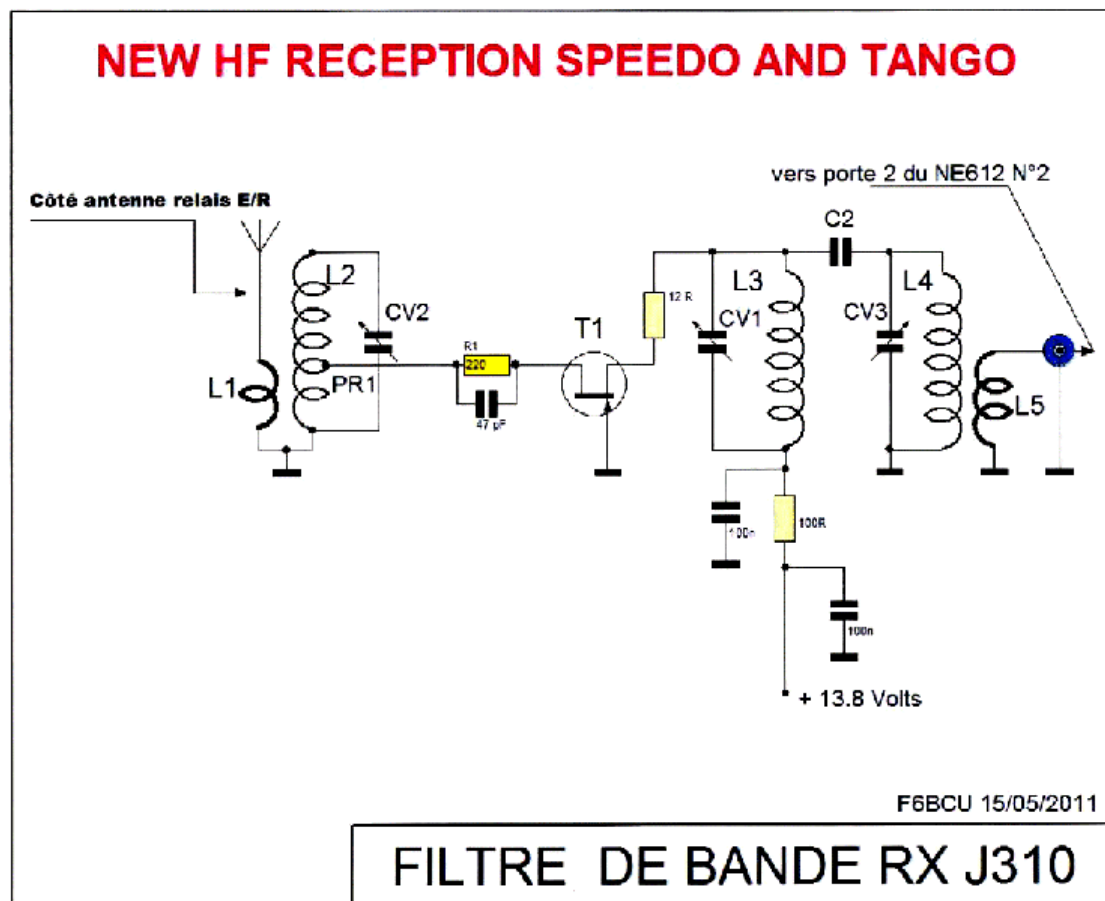 NEW HF RECEPTION SPEEDO AND TANGO
vers porte 2 du NE612 N°2
Côté antenne relais E/R
C2
L2
L3
L4
12 R
CV2
T1
CV1
CV3
R1
220
L1
PR1
L5
47 pF
100n
100R
100n
+ 13.8 Volts
F6BCU 15/05/2011
FILTRE DE BANDE RX J310